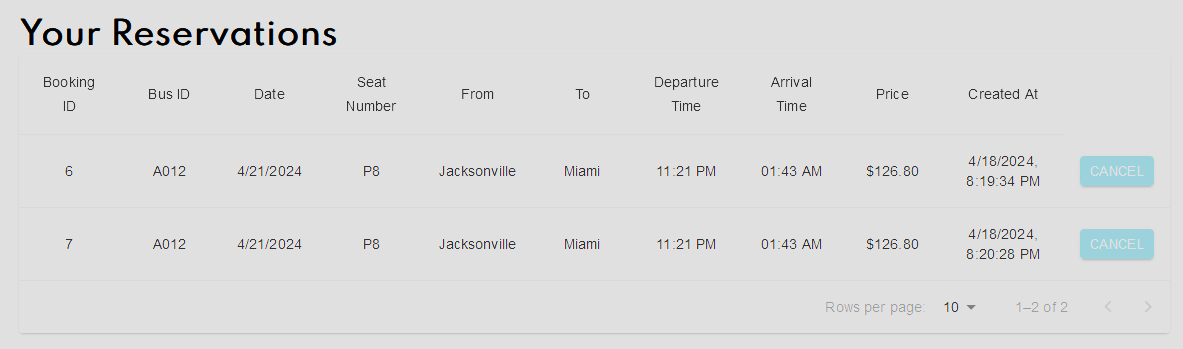 Your Reservations
Booking ID Bus ID Date Seat Number From To Departure Time Arrival Time Price Created At
6 A012 4/21/2024 P8 Jacksonville Miami 11:21 PM 01:43 AM $126.80 4/18/2024, 8:19:34 PM CANCEL
7 A012 4/21/2024 P8 Jacksonville Miami 11:21 PM 01:43 AM $126.80 4/18/2024, 8:20:28 PM CANCEL
Rows per page: 10 1–2 of 2